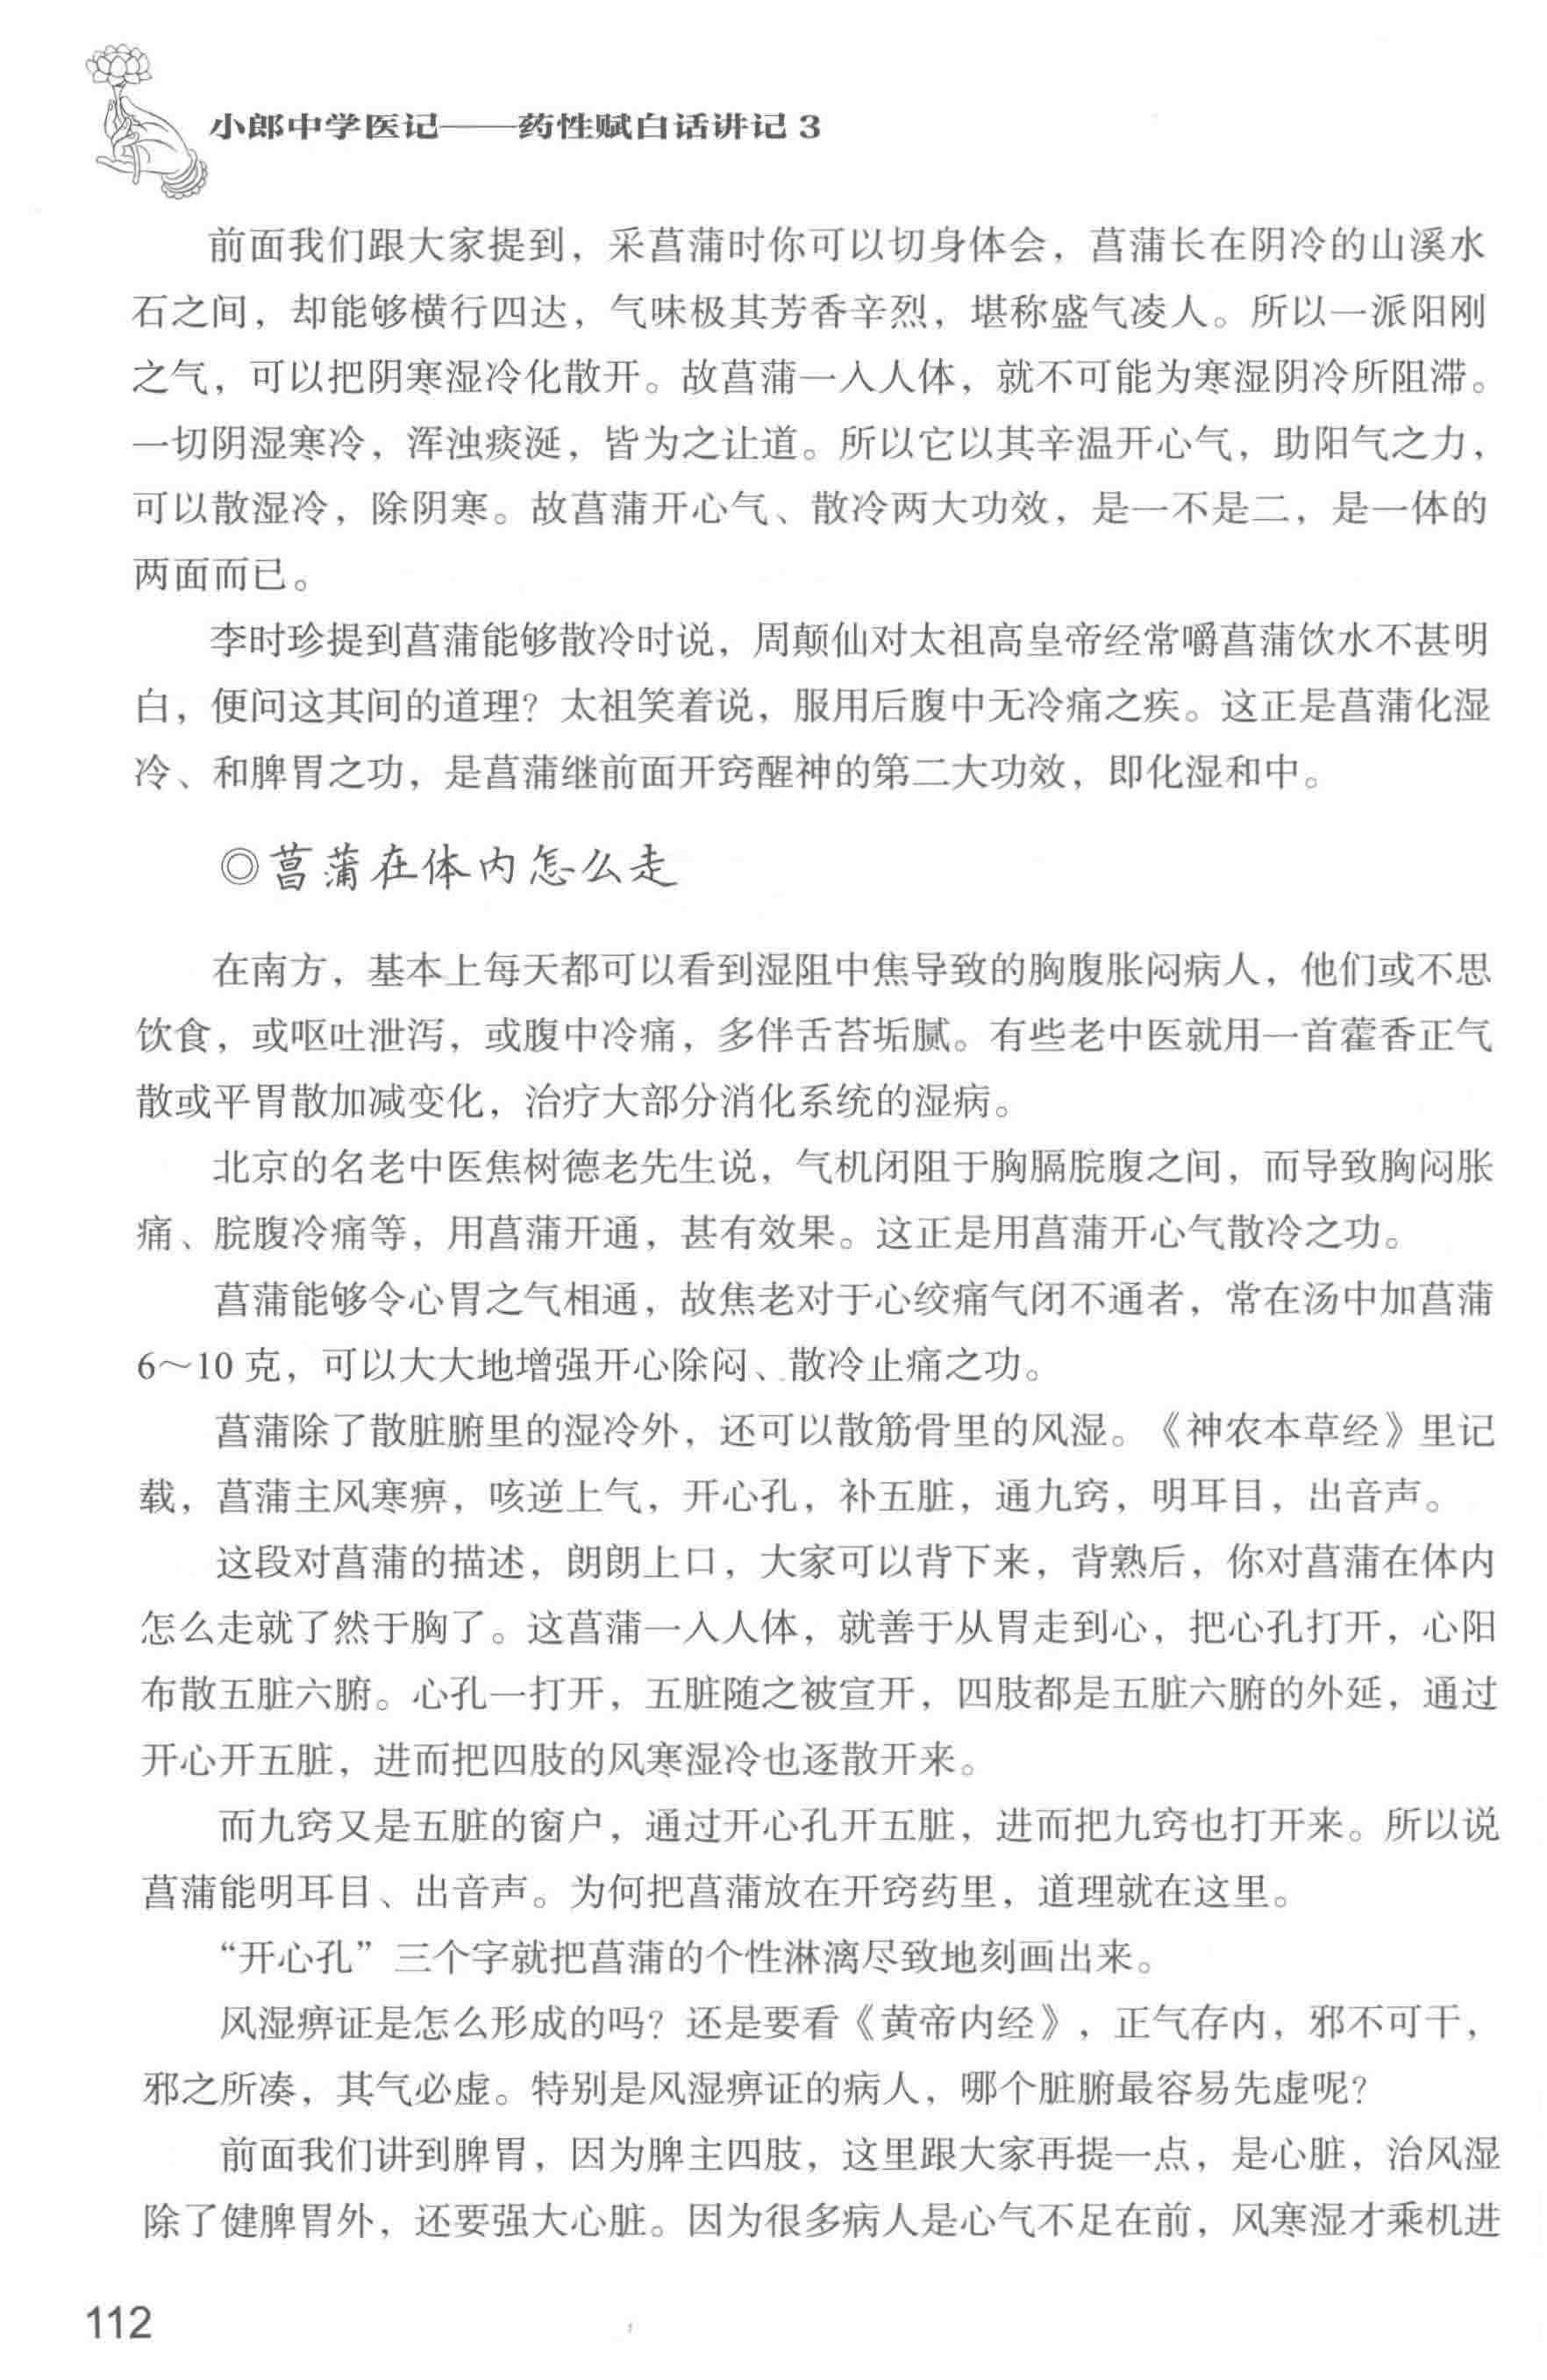 小郎中学医记——药性赋白话讲记 3
前面我们跟大家提到，采菖蒲时你可以切身体会，菖蒲长在阴冷的山溪水
石之间，却能够横行四达，气味极其芳香辛烈，堪称盛气凌人。所以一派阳刚
之气，可以把阴寒湿冷化散开。故菖蒲一入人体，就不可能为寒湿阴冷所阻滞。
一切阴湿寒冷，浑浊痰涎，皆为之让道。所以它以其辛温开心气，助阳气之力，
可以散湿冷，除阴寒。故菖蒲开心气、散冷两大功效，是一不是二，是一体的
两面而已。
李时珍提到菖蒲能够散冷时说，周颠仙对太祖高皇帝经常嚼菖蒲饮水不甚明
白，便问这其间的道理？太祖笑着说，服用后腹中无冷痛之疾。这正是菖蒲化湿
冷、和脾胃之功，是菖蒲继前面开窍醒神的第二大功效，即化湿和中。
◎菖蒲在体内怎么走
在南方，基本上每天都可以看到湿阻中焦导致的胸腹胀闷病人，他们或不思
饮食，或呕吐泄泻，或腹中冷痛，多伴舌苔垢腻。有些老中医就用一首藿香正气
散或平胃散加减变化，治疗大部分消化系统的湿病。
北京的名老中医焦树德老先生说，气机闭阻于胸膈脘腹之间，而导致胸闷胀
痛、脘腹冷痛等，用菖蒲开通，甚有效果。这正是用菖蒲开心气散冷之功。
菖蒲能够令心胃之气相通，故焦老对于心绞痛气闭不通者，常在汤中加菖蒲
6～10 克，可以大大地增强开心除闷、散冷止痛之功。
菖蒲除了散脏腑里的湿冷外，还可以散筋骨里的风湿。《神农本草经》里记
载，菖蒲主风寒痹，咳逆上气，开心孔，补五脏，通九窍，明耳目，出音声。
这段对菖蒲的描述，朗朗上口，大家可以背下来，背熟后，你对菖蒲在体内
怎么走就了然于胸了。这菖蒲一入人体，就善于从胃走到心，把心孔打开，心阳
布散五脏六腑。心孔一打开，五脏随之被宣开，四肢都是五脏六腑的外延，通过
开心开五脏，进而把四肢的风寒湿冷也逐散开来。
而九窍又是五脏的窗户，通过开心孔开五脏，进而把九窍也打开来。所以说
菖蒲能明耳目、出音声。为何把菖蒲放在开窍药里，道理就在这里。
“开心孔”三个字就把菖蒲的个性淋漓尽致地刻画出来。
风湿痹证是怎么形成的吗？还是要看《黄帝内经》，正气存内，邪不可干，
邪之所凑，其气必虚。特别是风湿痹证的病人，哪个脏腑最容易先虚呢？
前面我们讲到脾胃，因为脾主四肢，这里跟大家再提一点，是心脏，治风湿
除了健脾胃外，还要强大心脏。因为很多病人是心气不足在前，风寒湿才乘机进
112